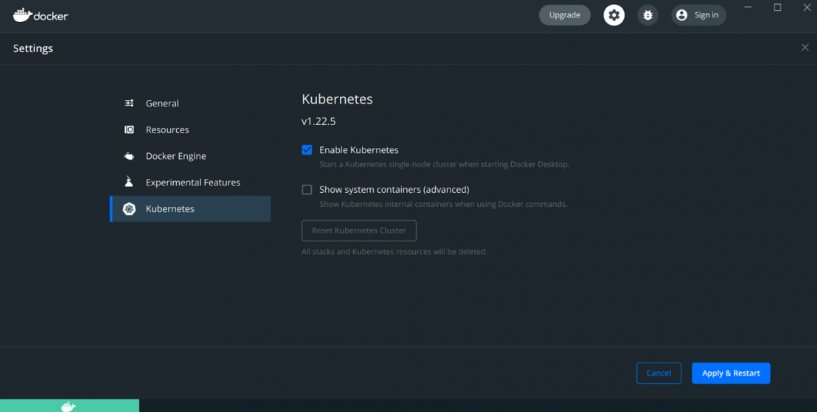 docker
Upgrade
Sign in
Settings
General
Resources
Docker Engine
Experimental Features
Kubernetes
Kubernetes
v1.22.5
Enable Kubernetes
Start a Kubernetes single-node cluster when starting Docker Desktop.
Show system containers (advanced)
Show Kubernetes internal containers when using Docker commands.
Reset Kubernetes Cluster
All stacks and Kubernetes resources will be deleted.
Cancel
Apply & Restart